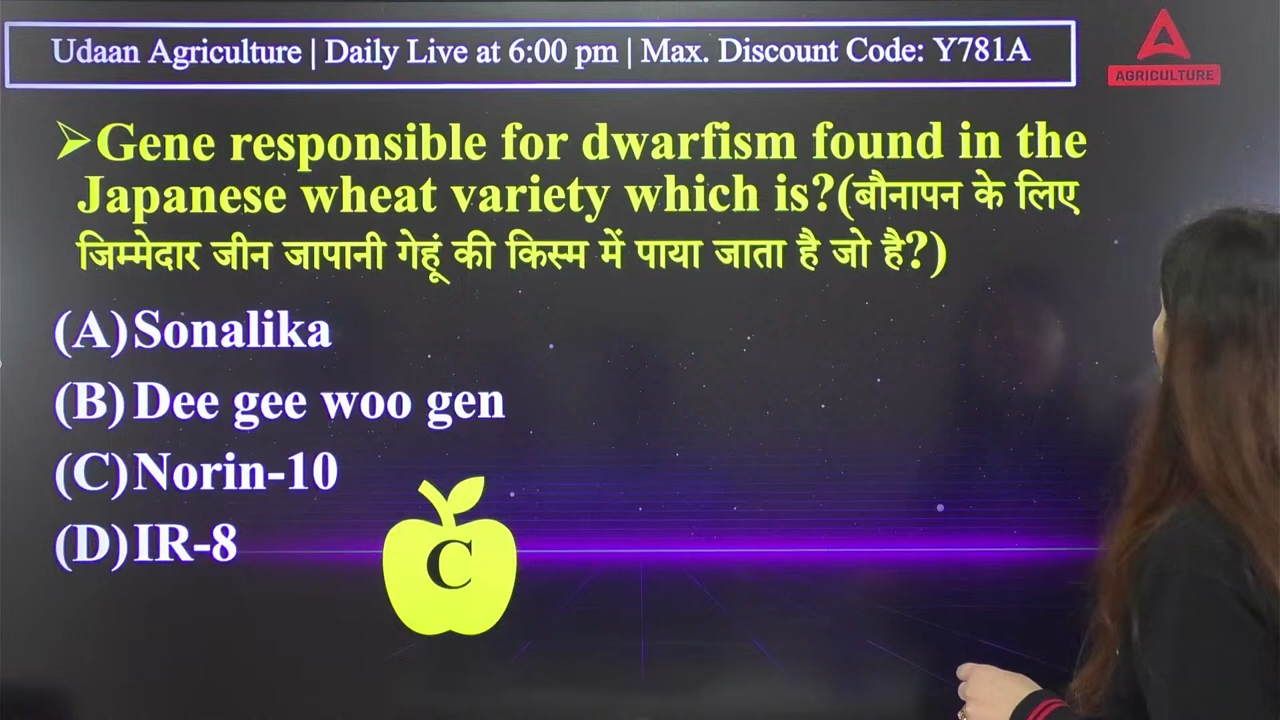 Udaan Agriculture | Daily Live at 6:00 pm | Max. Discount Code: Y781A
AGRICULTURE
➢Gene responsible for dwarfism found in the
Japanese wheat variety which is?(बौनापन के लिए
जिम्मेदार जीन जापानी गेहूं की किस्म में पाया जाता है जो है?)
(A) Sonalika
(B) Dee gee woo gen
(C) Norin-10
(D) IR-8
C